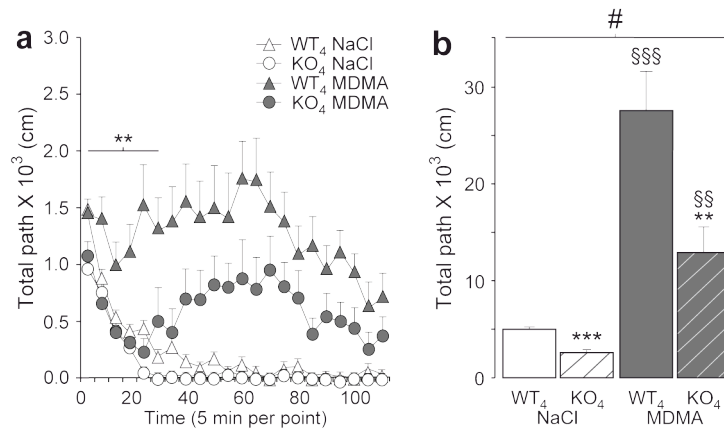 a
3.0
2.5
2.0
1.5
1.0
0.5
0.0
Total path X 10³ (cm)
WT₄ NaCl
KO₄ NaCl
WT₄ MDMA
KO₄ MDMA
**
0 20 40 60 80 100
Time (5 min per point)
b
#
30
20
10
0
Total path X 10³ (cm)
***
§§§
§§
**
WT₄ KO₄ WT₄ KO₄
NaCl MDMA